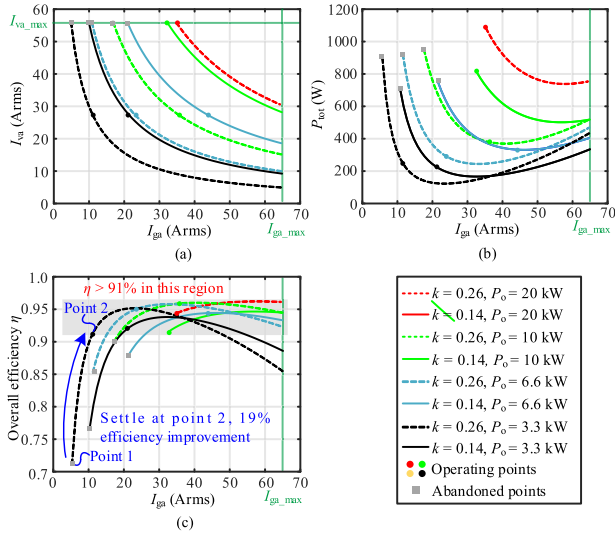 60
50
40
30
20
10
0
I_va_max
I_va (Arms)
0 10 20 30 40 50 60 70
I_ga (Arms)
I_ga_max
(a)
1200
1000
800
600
400
200
0
P_tot (W)
0 10 20 30 40 50 60 70
I_ga (Arms)
I_ga_max
(b)
1.0
0.95
0.9
0.85
0.8
0.75
0.7
Overall efficiency η
η > 91% in this region
Point 2
Settle at point 2, 19%
efficiency improvement
Point 1
0 10 20 30 40 50 60 70
I_ga (Arms)
I_ga_max
(c)
k = 0.26, P_o = 20 kW
k = 0.14, P_o = 20 kW
k = 0.26, P_o = 10 kW
k = 0.14, P_o = 10 kW
k = 0.26, P_o = 6.6 kW
k = 0.14, P_o = 6.6 kW
k = 0.26, P_o = 3.3 kW
k = 0.14, P_o = 3.3 kW
Operating points
Abandoned points